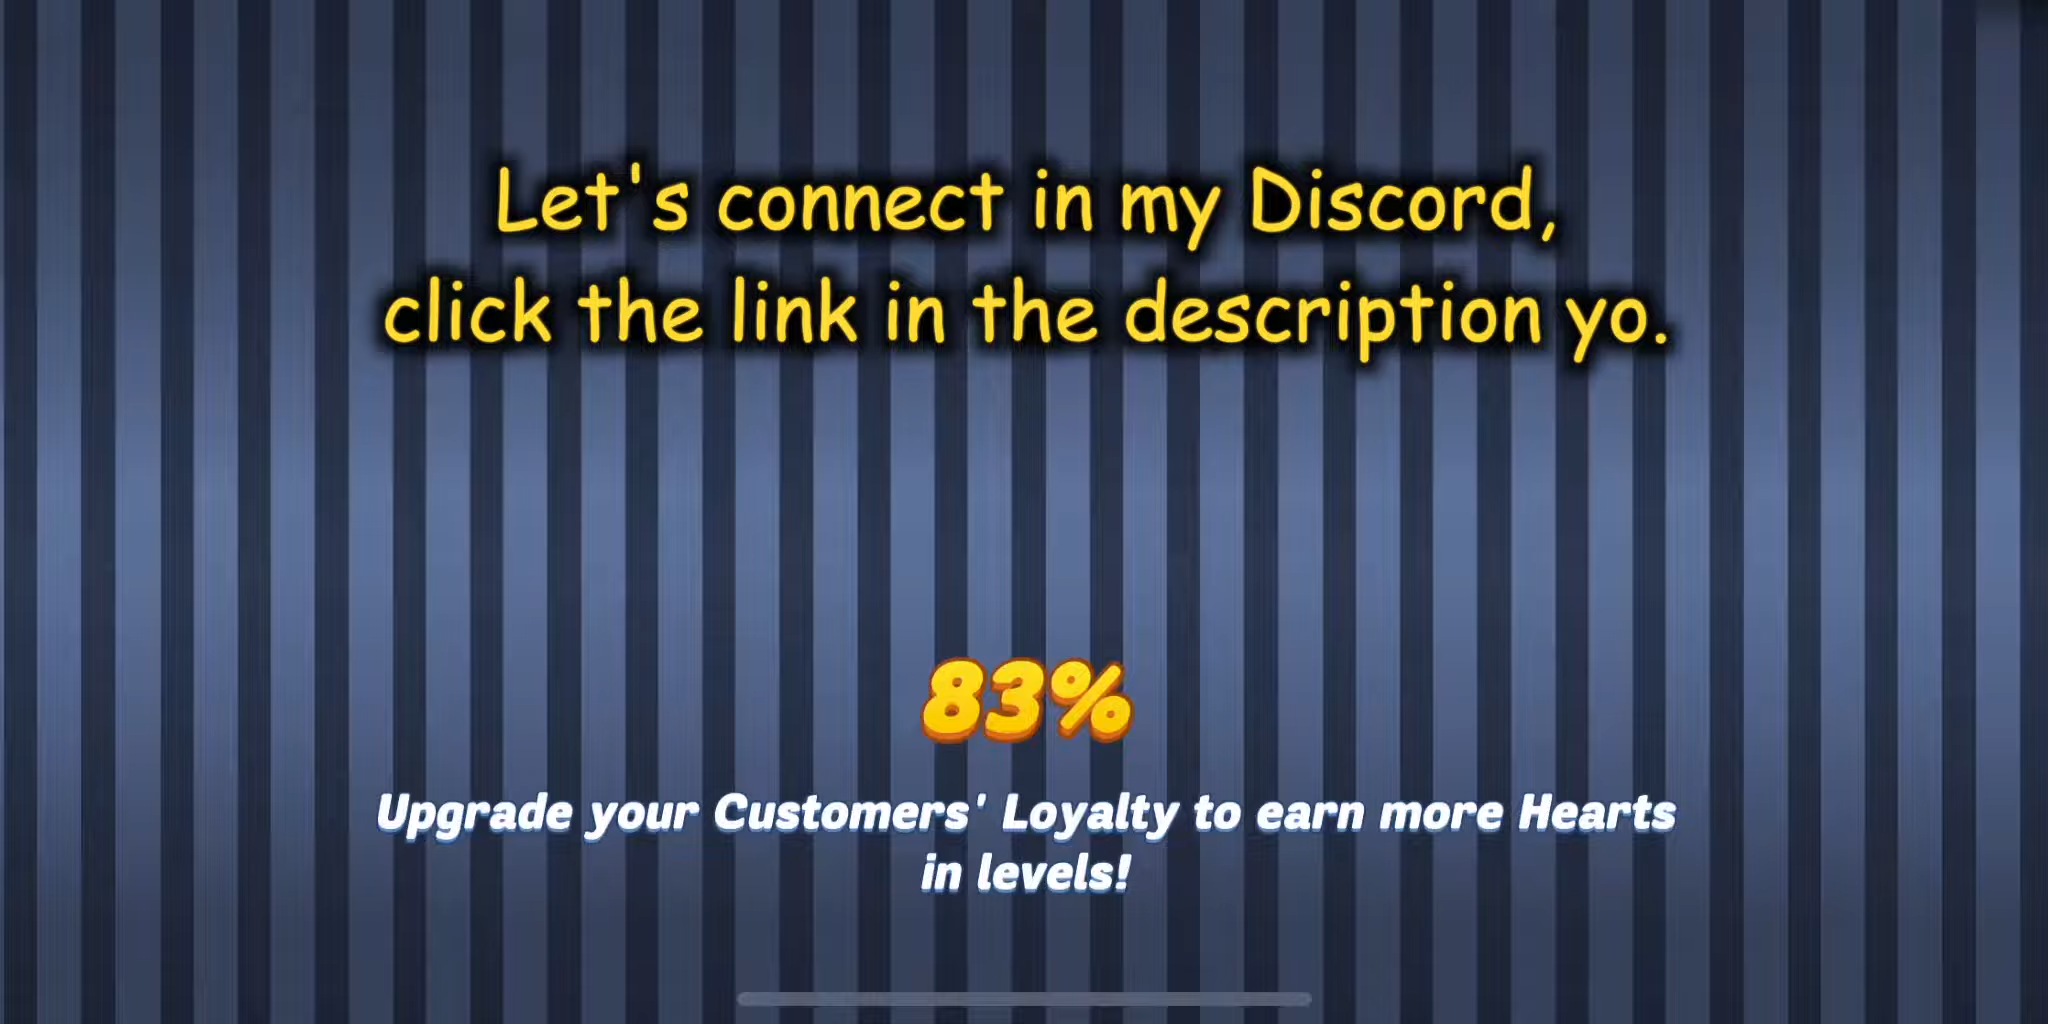 Let's connect in my Discord,
click the link in the description yo.
83%
Upgrade your Customers' Loyalty to earn more Hearts
in levels!